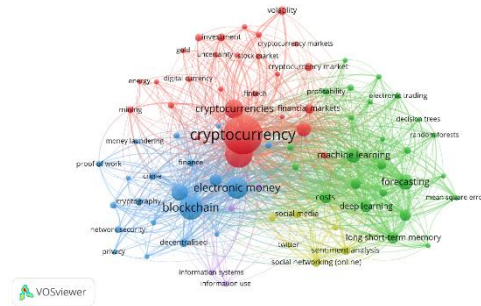 volatility
investment
gold
uncertainty
stock market
cryptocurrency markets
cryptocurrency market
energy
digital currency
profitability
fintech
electronic trading
mining
cryptocurrencies
financial markets
decision trees
cryptocurrency
random forests
money laundering
machine learning
proof of work
finance
crime
electronic money
forecasting
costs
mean square error
cryptography
blockchain
deep learning
social media
network security
decentralised
twitter
long short-term memory
privacy
sentiment analysis
social networking (online)
information systems
information use
VOSviewer